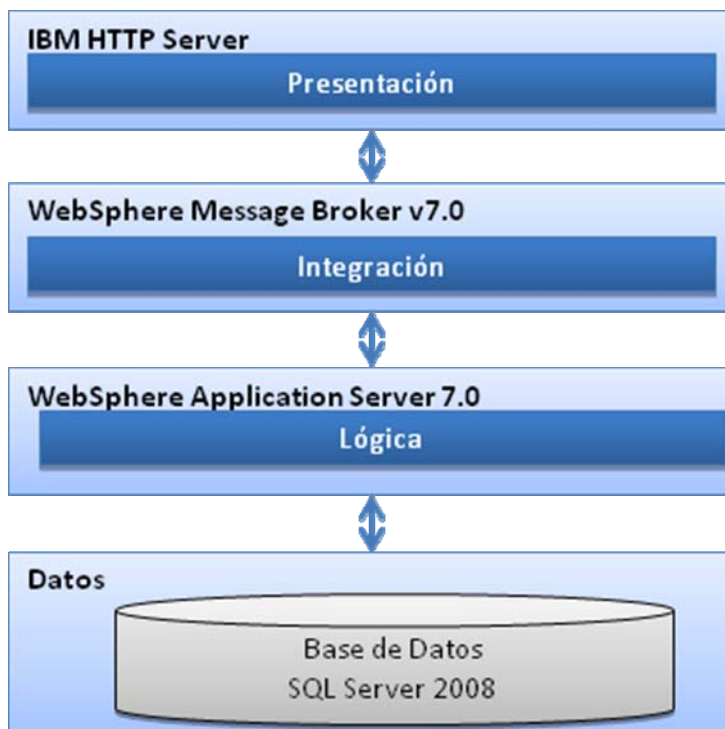 IBM HTTP Server
Presentación
WebSphere Message Broker v7.0
Integración
WebSphere Application Server 7.0
Lógica
Datos
Base de Datos
SQL Server 2008